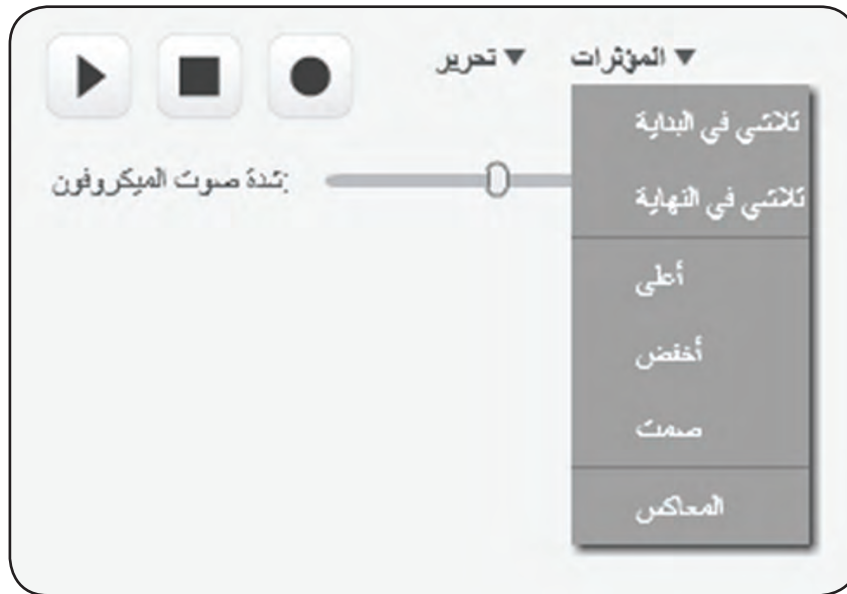 المؤثرات
تحرير
تلاشي في البداية
تلاشي في النهاية
أعلى
أخفض
صمت
المعاكس
شدة صوت الميكروفون: